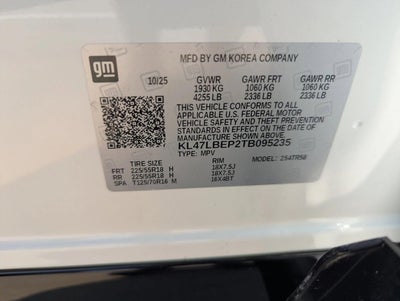 gm
MFD BY GM KOREA COMPANY
10/25 GVWR GAWR FRT GAWR RR
1930 KG 1060 KG 1060 KG
4255 LB 2336 LB 2336 LB
THIS VEHICLE CONFORMS TO ALL
APPLICABLE U.S. FEDERAL MOTOR
VEHICLE SAFETY AND THEFT
PREVENTION STANDARDS IN
EFFECT ON THE DATE OF
MANUFACTURE SHOWN ABOVE.
KL47LBEP2TB095235
TYPE: MPV MODEL: 2S4TR58
TIRE SIZE RIM
FRT 225/55R18 H 18X7.5J
RR 225/55R18 H 18X7.5J
SPA T125/70R16 M 16X4BT